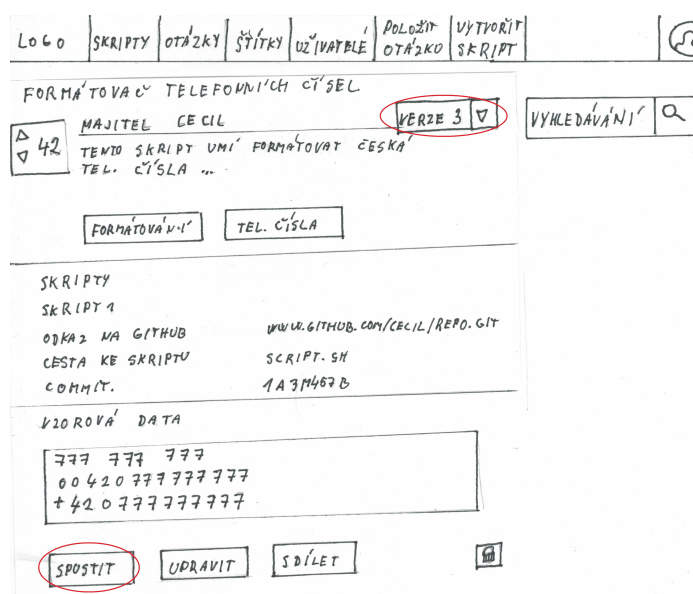 LOGO SKRIPTY OTÁZKY ŠTÍTKY UŽIVATELÉ POLOŽIT OTÁZKU VYTVOŘIT SKRIPT
FORMÁTOVAČ TELEFONNÍCH ČÍSEL
MAJITEL CECIL VERZE 3
VYHLEDÁVÁNÍ
42
TENTO SKRIPT UMÍ FORMÁTOVAT ČESKÁ
TEL. ČÍSLA ...
FORMÁTOVÁNÍ TEL. ČÍSLA
SKRIPTY
SKRIPT 1
ODKAZ NA GITHUB WWW.GITHUB.COM/CECIL/REPO.GIT
CESTA KE SKRIPTU SCRIPT.SH
COMMIT. 1A3M467B
VZOROVÁ DATA
777 777 777
00420777777777
+420777777777
SPOSTIT UPRAVIT SDÍLET